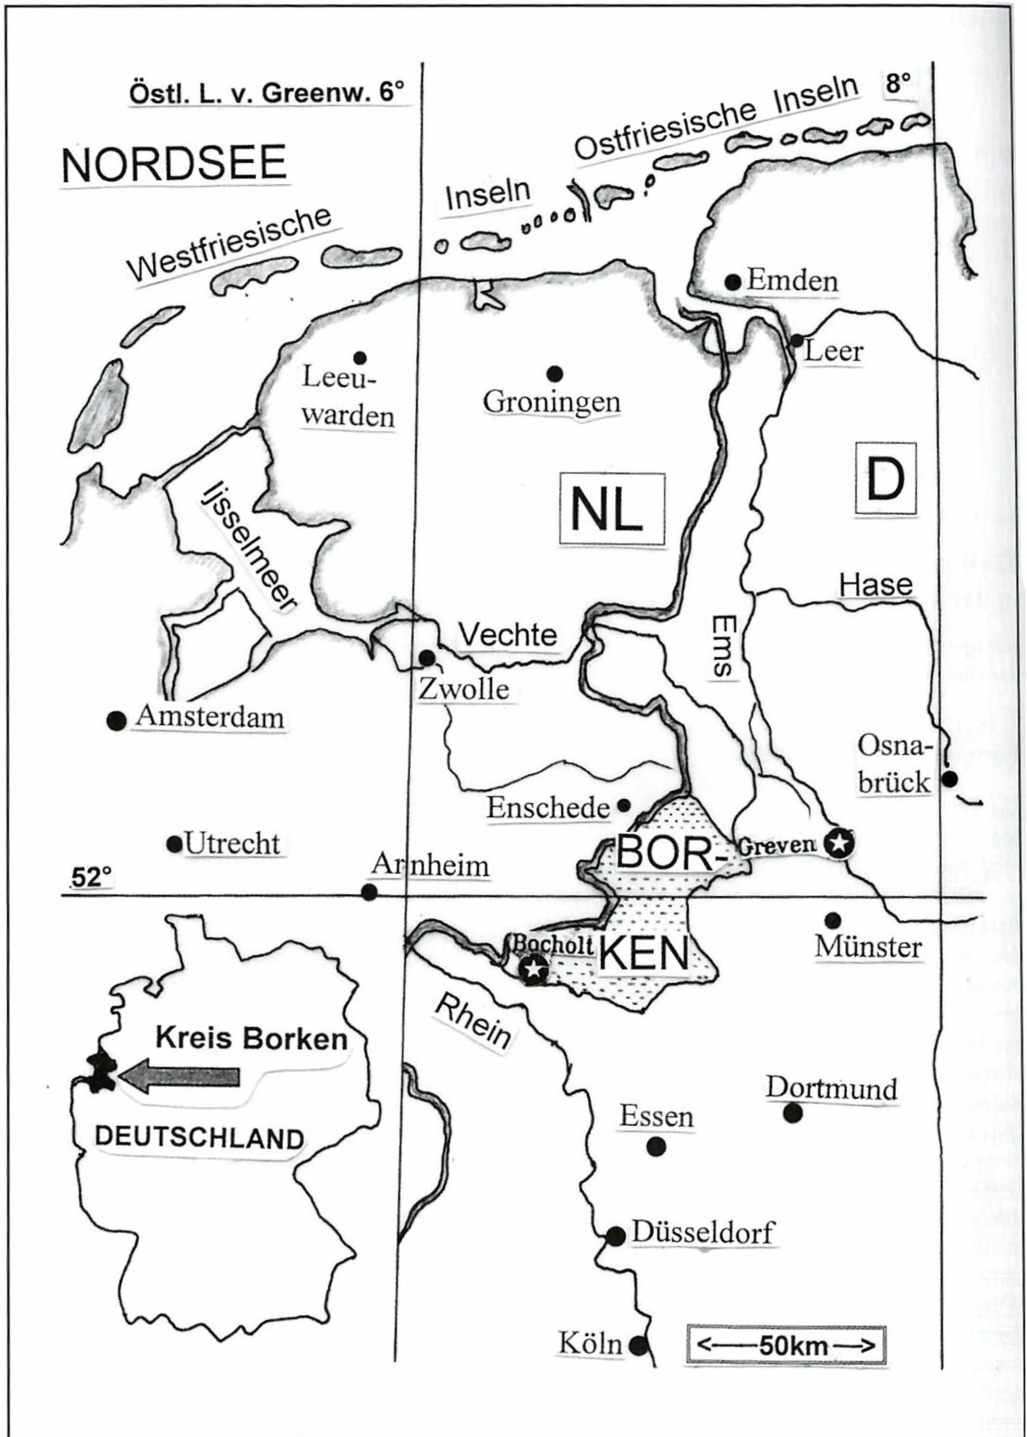 Östl. L. v. Greenw. 6°
8°
NORDSEE
Westfriesische
Inseln
Ostfriesische Inseln
Emden
Leer
Leeu-
warden
Groningen
NL
D
Ijsselmeer
Hase
Vechte
Ems
Zwolle
Amsterdam
Osna-
brück
Enschede
Utrecht
BOR-
Greven
Arnheim
52°
Münster
Bocholt
KEN
Rhein
Kreis Borken
DEUTSCHLAND
Dortmund
Essen
Düsseldorf
Köln
50km